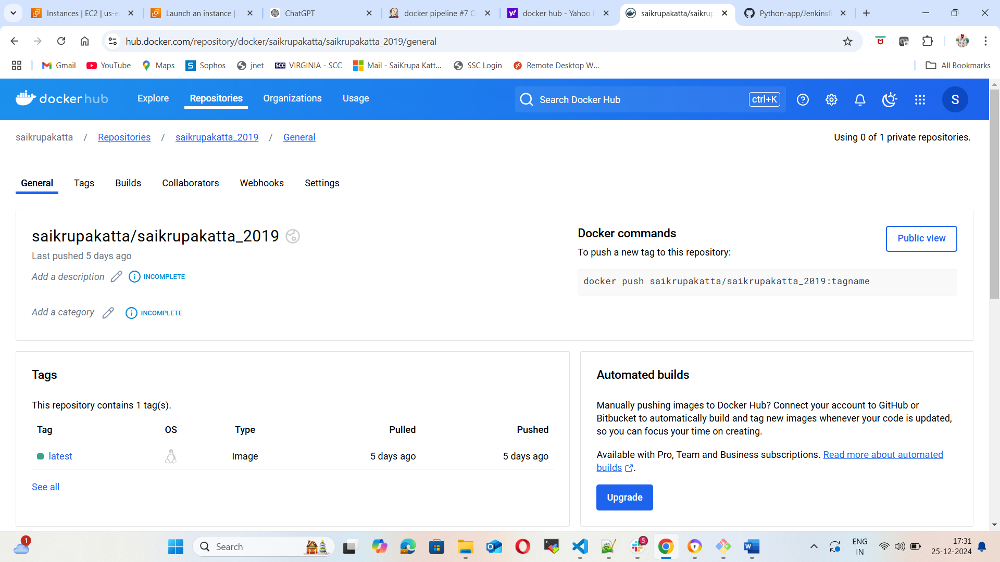 Instances | EC2 | us-e
Launch an instance |
ChatGPT
docker pipeline #7 C
docker hub - Yahoo
saikrupakatta/saikrup
Python-app/Jenkinsfi
hub.docker.com/repository/docker/saikrupakatta/saikrupakatta_2019/general
Gmail
YouTube
Maps
S Sophos
jnet
SCC VIRGINIA - SCC
Mail - SaiKrupa Katt...
SSC Login
Remote Desktop W...
All Bookmarks
dockerhub
Explore
Repositories
Organizations
Usage
Search Docker Hub
ctrl+K
S
saikrupakatta / Repositories / saikrupakatta_2019 / General
Using 0 of 1 private repositories.
General
Tags
Builds
Collaborators
Webhooks
Settings
saikrupakatta/saikrupakatta_2019
Last pushed 5 days ago
Add a description
INCOMPLETE
Add a category
INCOMPLETE
Docker commands
To push a new tag to this repository:
Public view
docker push saikrupakatta/saikrupakatta_2019:tagname
Tags
This repository contains 1 tag(s).
Tag OS Type Pulled Pushed
latest Image 5 days ago 5 days ago
See all
Automated builds
Manually pushing images to Docker Hub? Connect your account to GitHub or
Bitbucket to automatically build and tag new images whenever your code is updated,
so you can focus your time on creating.
Available with Pro, Team and Business subscriptions. Read more about automated
builds.
Upgrade
1
Search
5
ENG
IN
17:31
25-12-2024